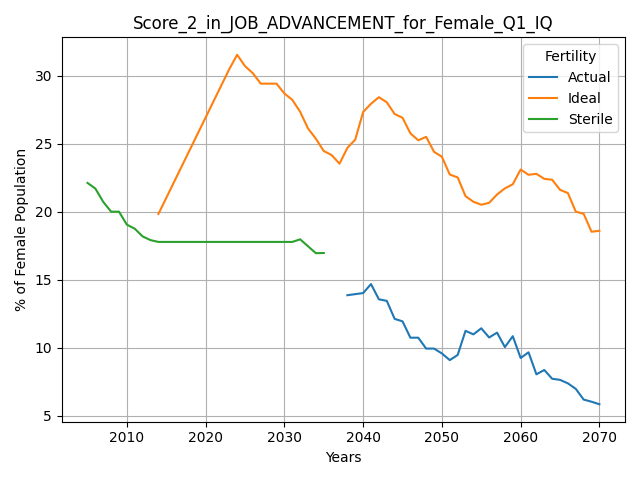 Score_2_in_JOB_ADVANCEMENT_for_Female_Q1_IQ
Fertility
Actual
Ideal
Sterile
% of Female Population
30
25
20
15
10
5
2010 2020 2030 2040 2050 2060 2070
Years